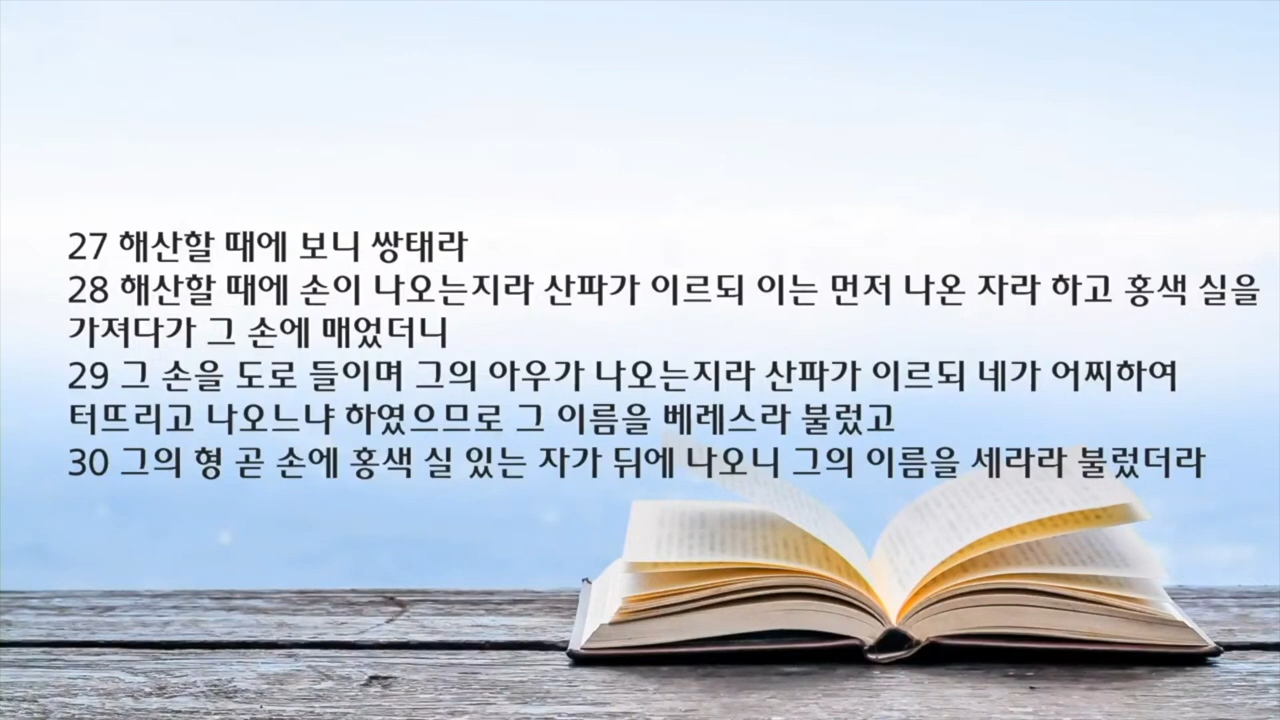 27 해산할 때에 보니 쌍태라
28 해산할 때에 손이 나오는지라 산파가 이르되 이는 먼저 나온 자라 하고 홍색 실을
가져다가 그 손에 매었더니
29 그 손을 도로 들이며 그의 아우가 나오는지라 산파가 이르되 네가 어찌하여
터뜨리고 나오느냐 하였으므로 그 이름을 베레스라 불렀고
30 그의 형 곧 손에 홍색 실 있는 자가 뒤에 나오니 그의 이름을 세라라 불렀더라